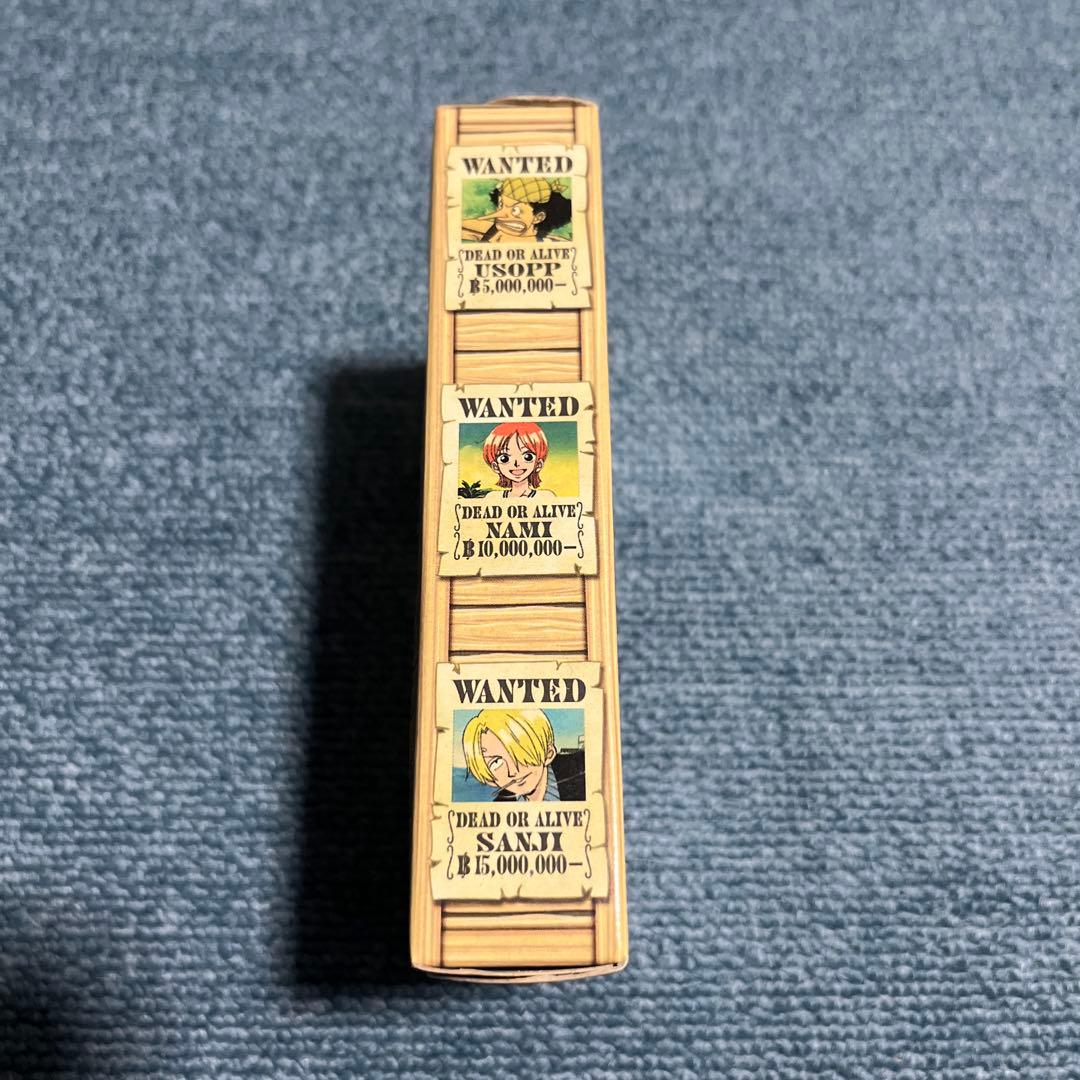 WANTED
DEAD OR ALIVE
USOPP
฿5,000,000-
WANTED
DEAD OR ALIVE
NAMI
฿10,000,000-
WANTED
DEAD OR ALIVE
SANJI
฿15,000,000-